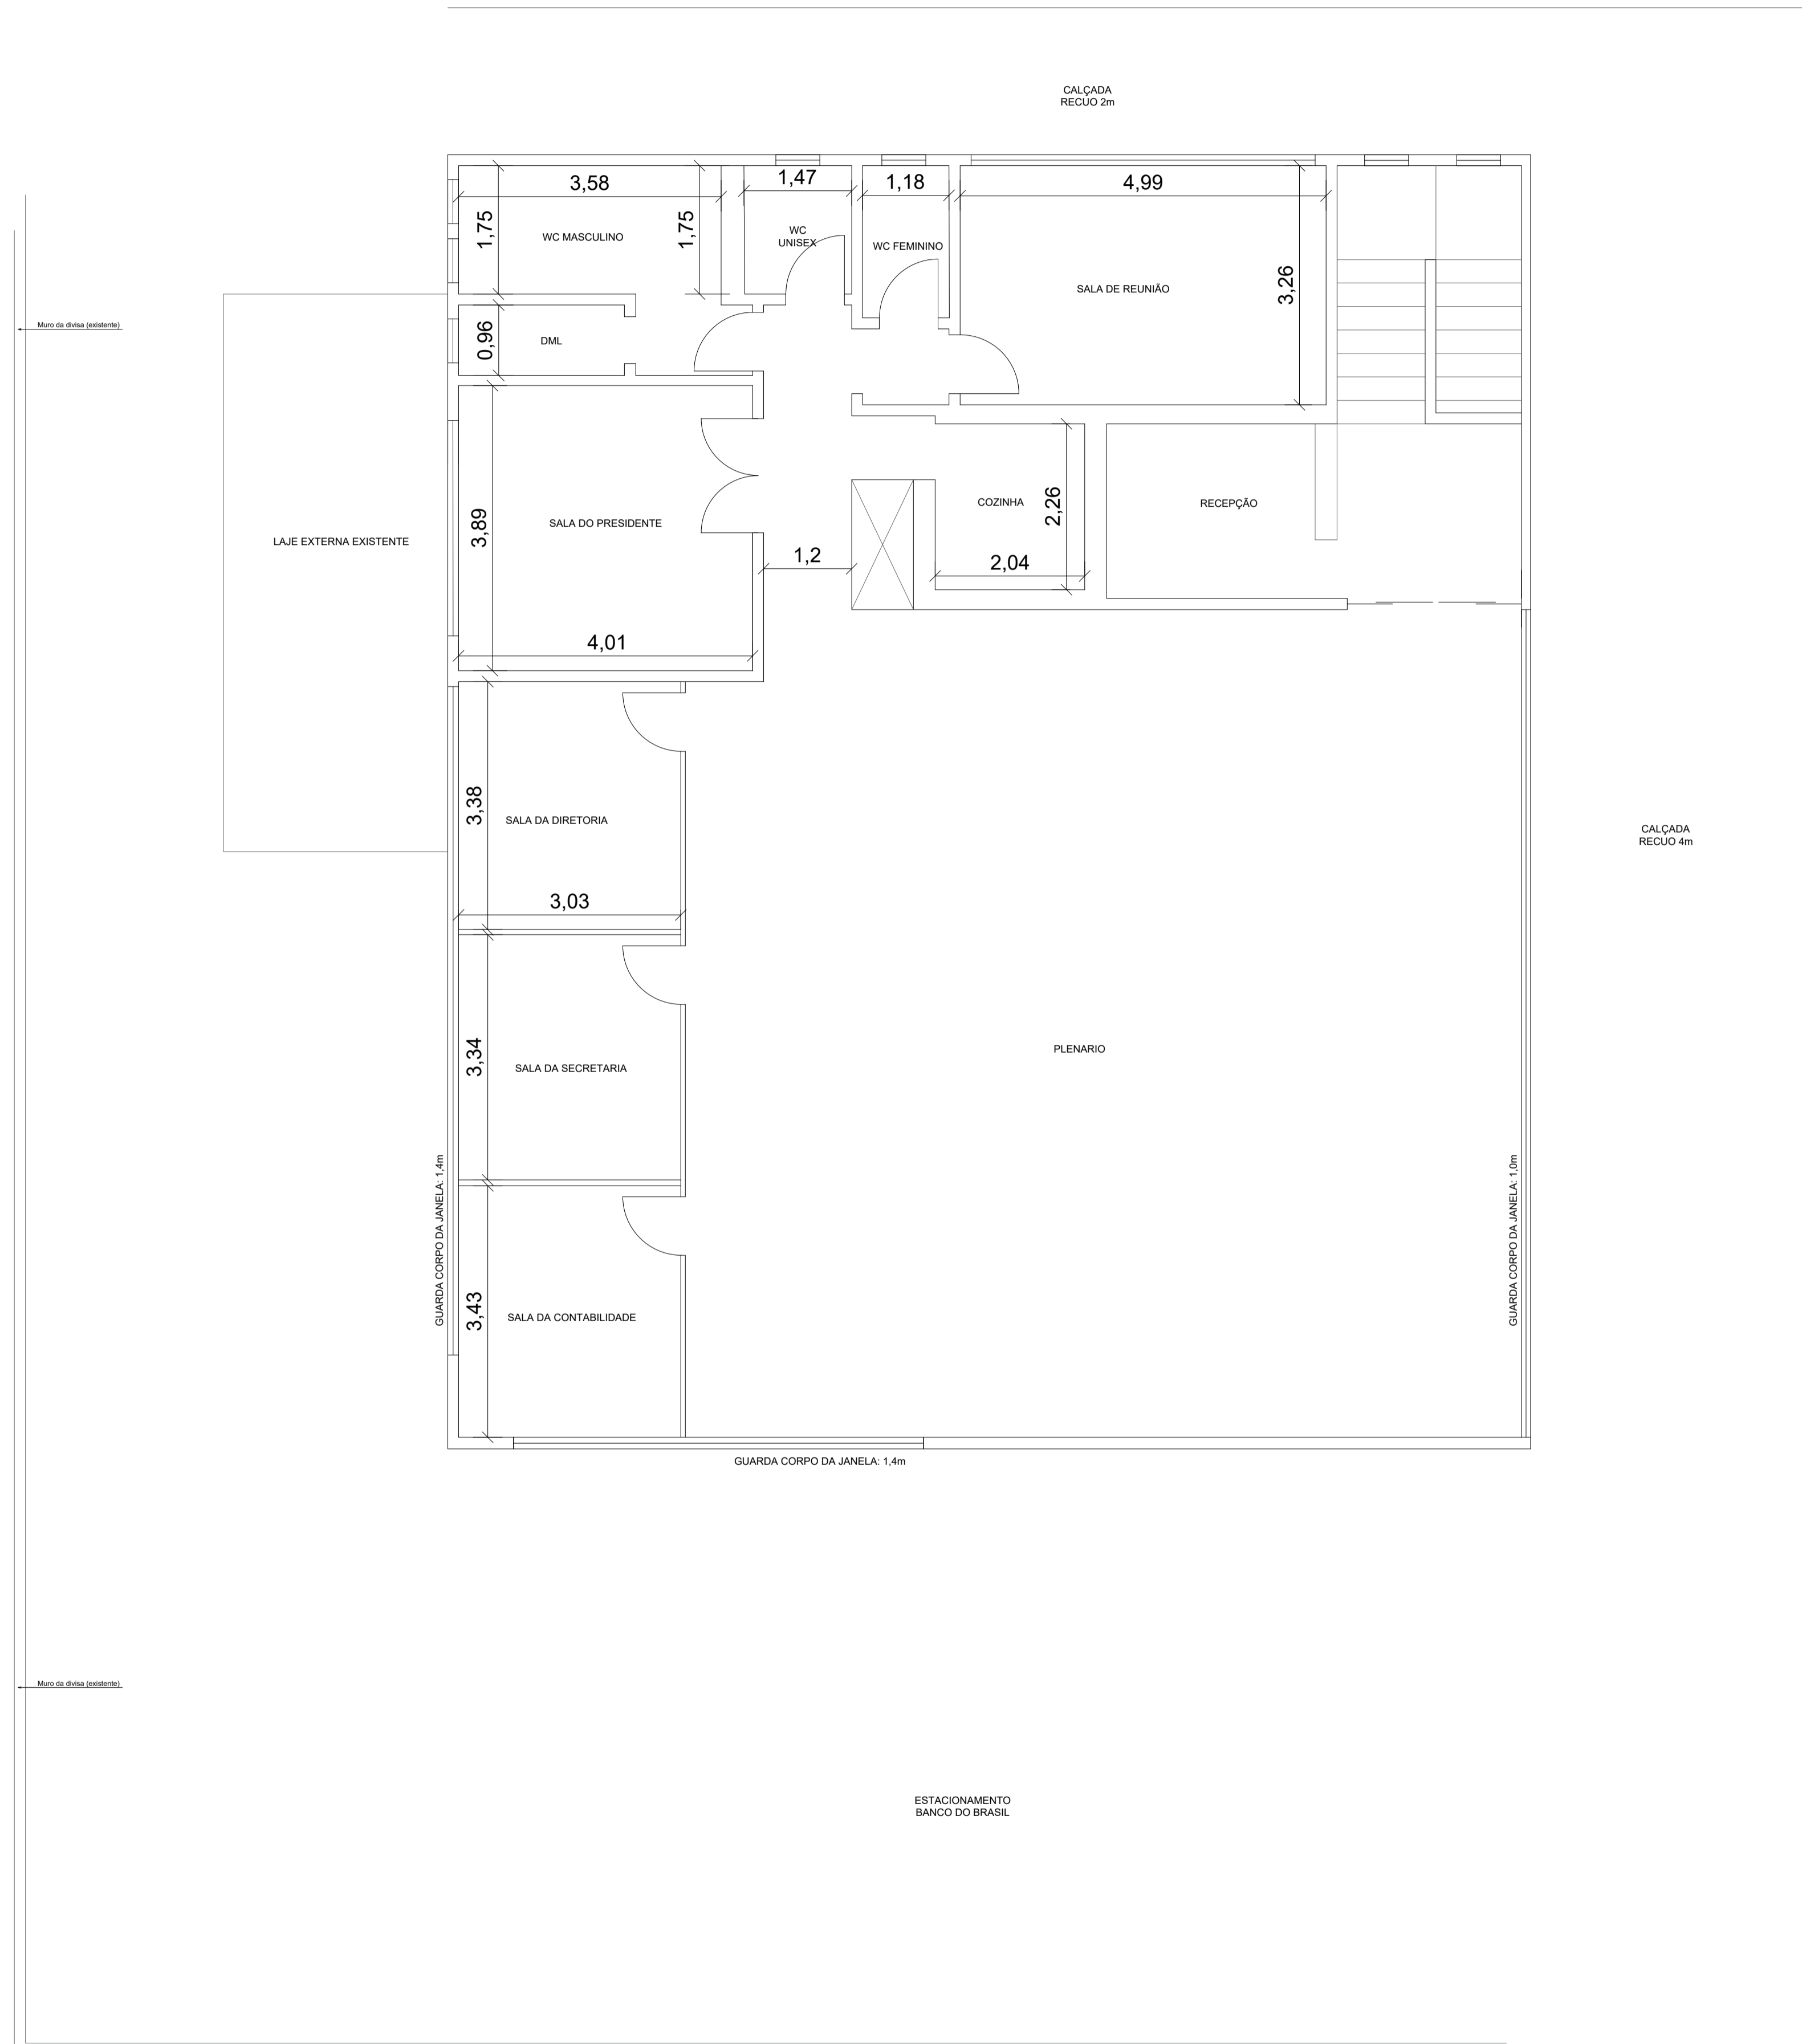 CALÇADA
RECUO 2m
3,58
1,47
1,18
4,99
1,75
1,75
WC MASCULINO
WC
UNISEX
WC FEMININO
SALA DE REUNIÃO
3,26
Muro da divisa (existente)
0,96
DML
3,89
SALA DO PRESIDENTE
LAJE EXTERNA EXISTENTE
COZINHA
2,26
RECEPÇÃO
1,2
2,04
4,01
3,38
SALA DA DIRETORIA
CALÇADA
RECUO 4m
3,03
3,34
SALA DA SECRETARIA
PLENARIO
GUARDA CORPO DA JANELA: 1,4m
GUARDA CORPO DA JANELA: 1,0m
3,43
SALA DA CONTABILIDADE
GUARDA CORPO DA JANELA: 1,4m
Muro da divisa (existente)
ESTACIONAMENTO
BANCO DO BRASIL